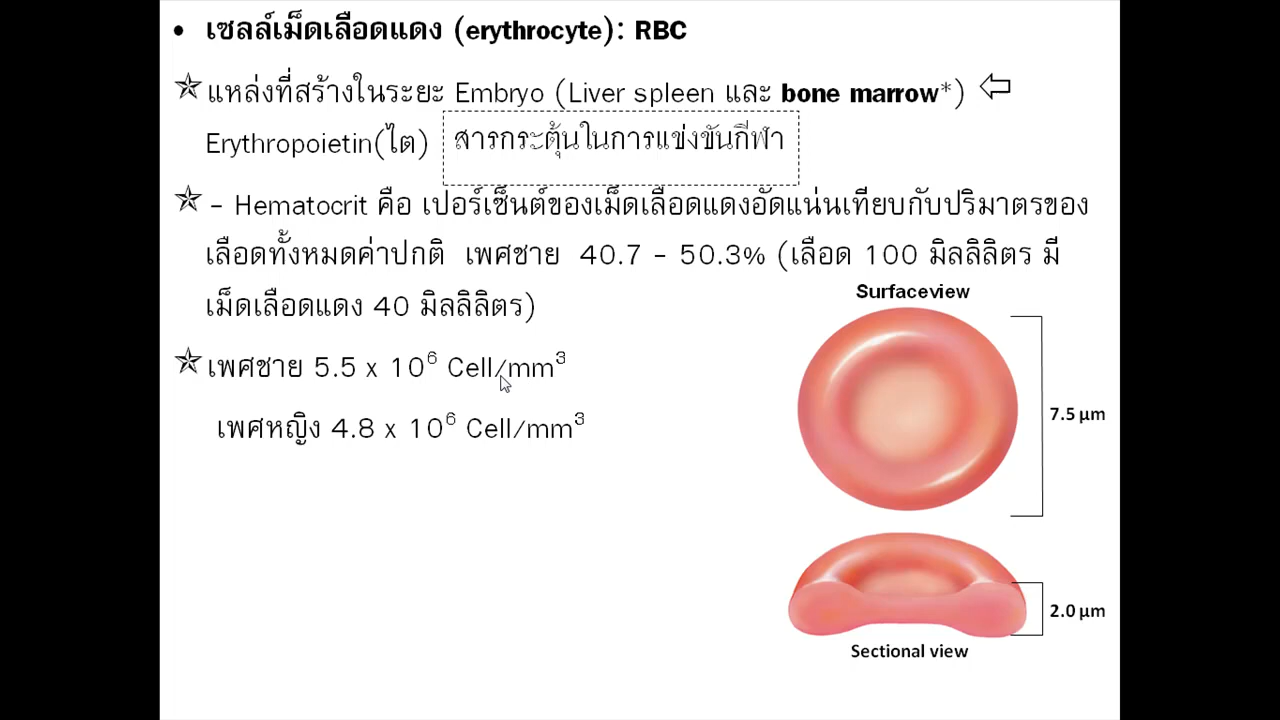 • เซลล์เม็ดเลือดแดง (erythrocyte): RBC
แหล่งที่สร้างในระยะ Embryo (Liver spleen และ bone marrow*)
Erythropoietin(ไต) สารกระตุ้นในการแข่งขันกีฬา
- Hematocrit คือ เปอร์เซ็นต์ของเม็ดเลือดแดงอัดแน่นเทียบกับปริมาตรของ
เลือดทั้งหมดค่าปกติ เพศชาย 40.7 - 50.3% (เลือด 100 มิลลิลิตร มี
เม็ดเลือดแดง 40 มิลลิลิตร)
เพศชาย 5.5 x 10⁶ Cell/mm³
เพศหญิง 4.8 x 10⁶ Cell/mm³
Surfaceview
7.5 µm
2.0 µm
Sectional view